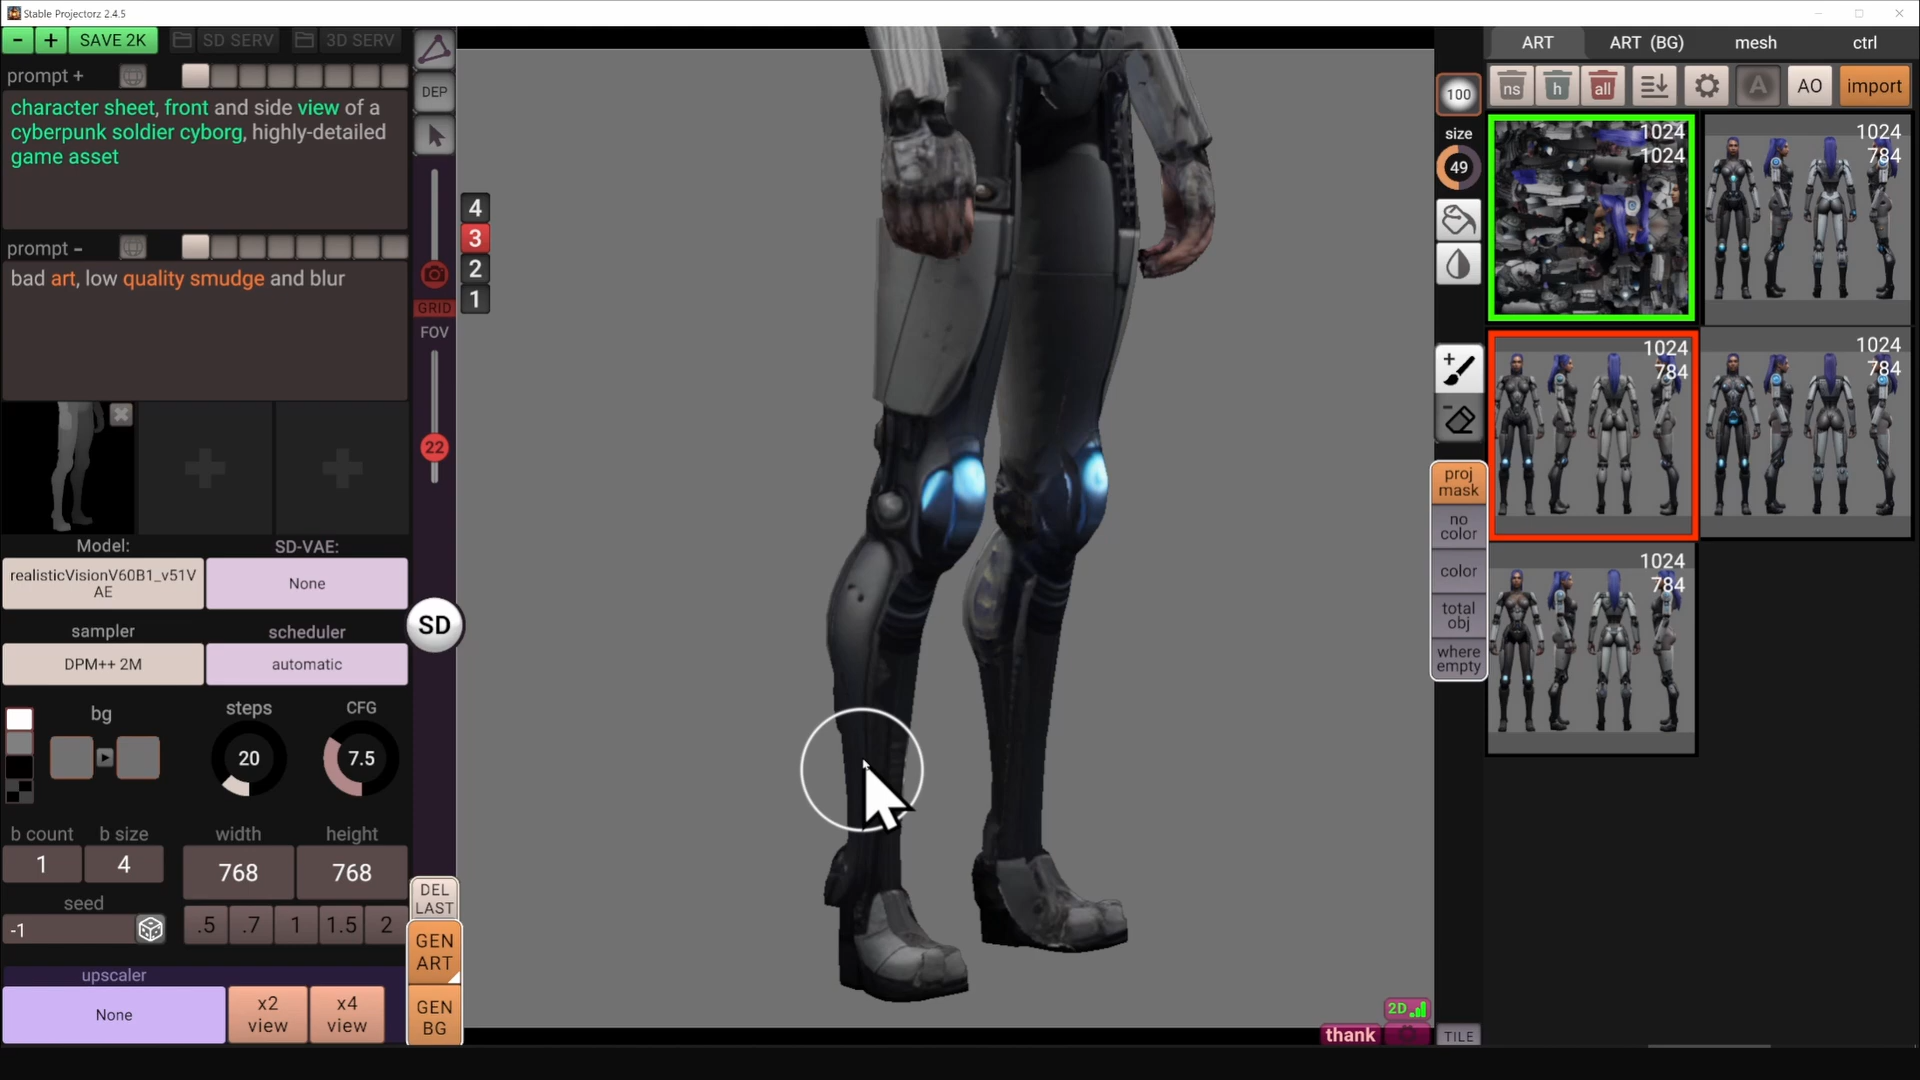 Stable Projectorz 2.4.5
- + SAVE 2K SD SERV 3D SERV
prompt +
character sheet, front and side view of a
cyberpunk soldier cyborg, highly-detailed
game asset
prompt -
bad art, low quality smudge and blur
Model:
realisticVisionV60B1_v51V
AE
SD-VAE:
None
sampler
DPM++ 2M
scheduler
automatic
bg
steps
20
CFG
7.5
b count
1
b size
4
width
768
height
768
seed
-1
.5 .7 1 1.5 2
upscaler
None
x2
view
x4
view
DEP
GRID
FOV
22
SD
DEL
LAST
GEN
ART
GEN
BG
4
3
2
1
2D
thank
TILE
100
size
49
proj
mask
no
color
color
total
obj
where
empty
ART ART (BG) mesh ctrl
ns h all A AO import
1024
1024
1024
784
1024
784
1024
784
1024
784